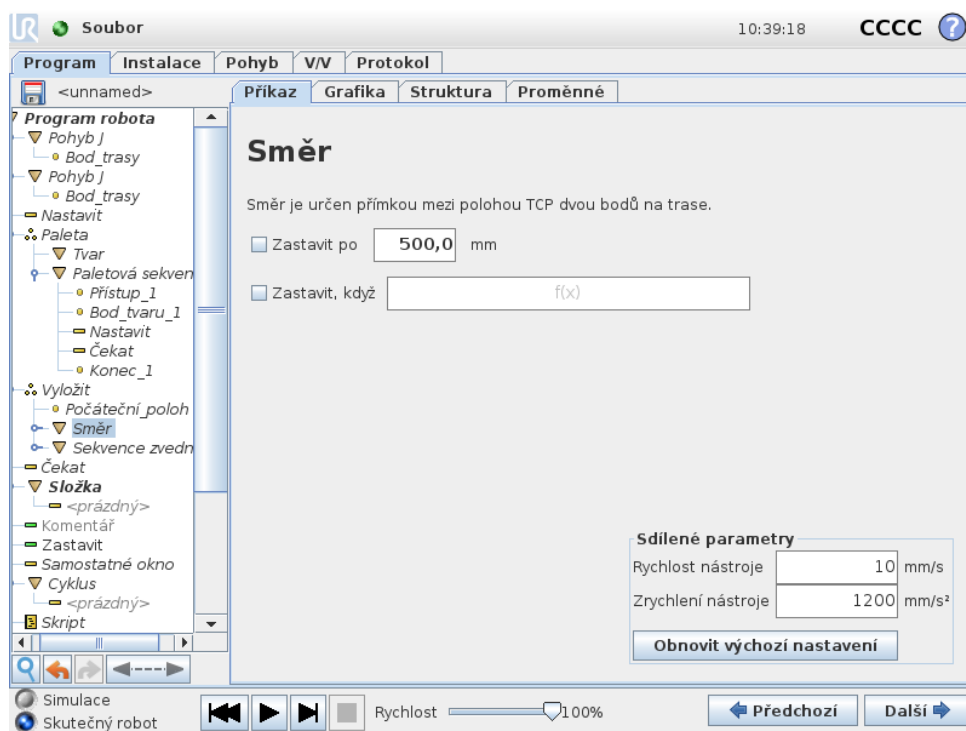 UR Soubor 10:39:18 CCCC ?
Program Instalace Pohyb V/V Protokol
<unnamed>
Příkaz Grafika Struktura Proměnné
Program robota
Pohyb J
Bod_trasy
Pohyb J
Bod_trasy
Nastavit
Paleta
Tvar
Paletová sekven
Přístup_1
Bod_tvaru_1
Nastavit
Čekat
Konec_1
Vyložit
Počáteční_poloh
Směr
Sekvence zvedn
Čekat
Složka
<prázdný>
Komentář
Zastavit
Samostatné okno
Cyklus
<prázdný>
Skript
Směr
Směr je určen přímkou mezi polohou TCP dvou bodů na trase.
Zastavit po 500,0 mm
Zastavit, když f(x)
Sdílené parametry
Rychlost nástroje 10 mm/s
Zrychlení nástroje 1200 mm/s²
Obnovit výchozí nastavení
Simulace
Skutečný robot
Rychlost 100%
Předchozí Další